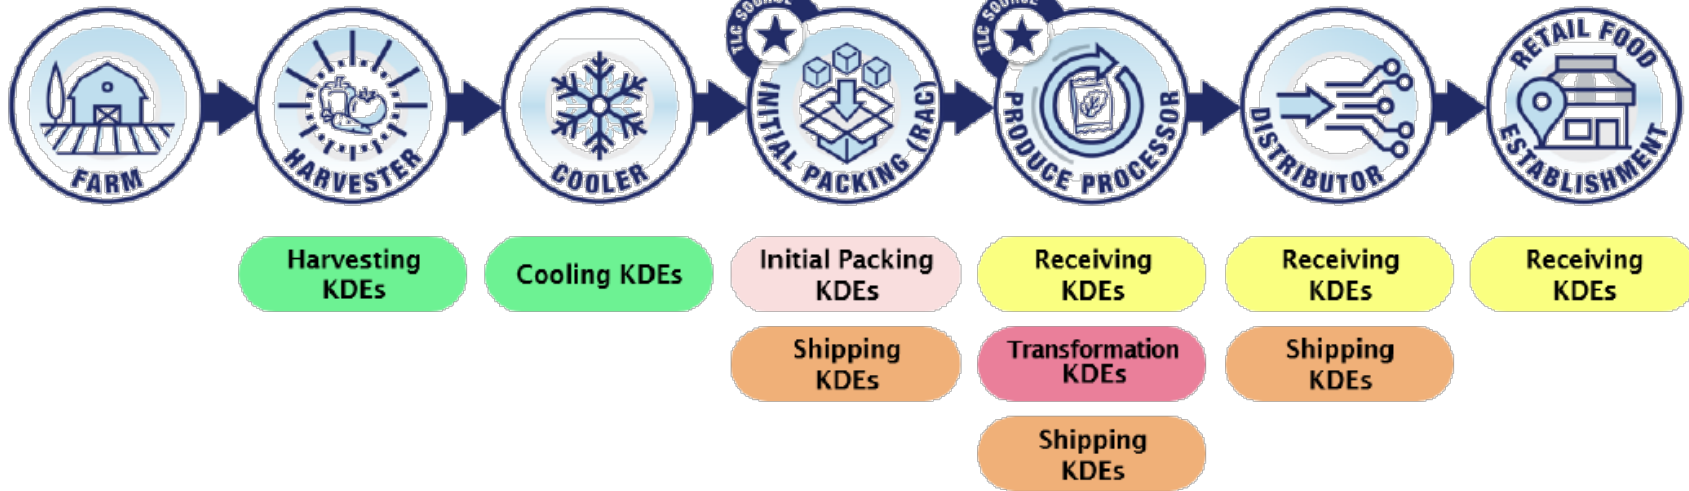 FARM
HARVESTER
COOLER
TLC SOURCE
INITIAL PACKING (RAC)
TLC SOURCE
PRODUCE PROCESSOR
DISTRIBUTOR
RETAIL FOOD
ESTABLISHMENT
Harvesting
KDEs
Cooling KDEs
Initial Packing
KDEs
Shipping
KDEs
Receiving
KDEs
Transformation
KDEs
Shipping
KDEs
Receiving
KDEs
Shipping
KDEs
Receiving
KDEs